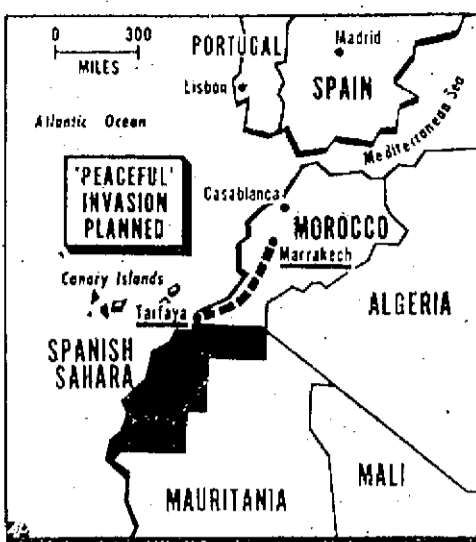 0 300
MILES
PORTUGAL
Madrid
Lisbon
SPAIN
Atlantic Ocean
Mediterranean Sea
'PEACEFUL'
INVASION
PLANNED
Casablanca
MOROCCO
Marrakech
Canary Islands
Tarfaya
ALGERIA
SPANISH
SAHARA
MALI
MAURITANIA